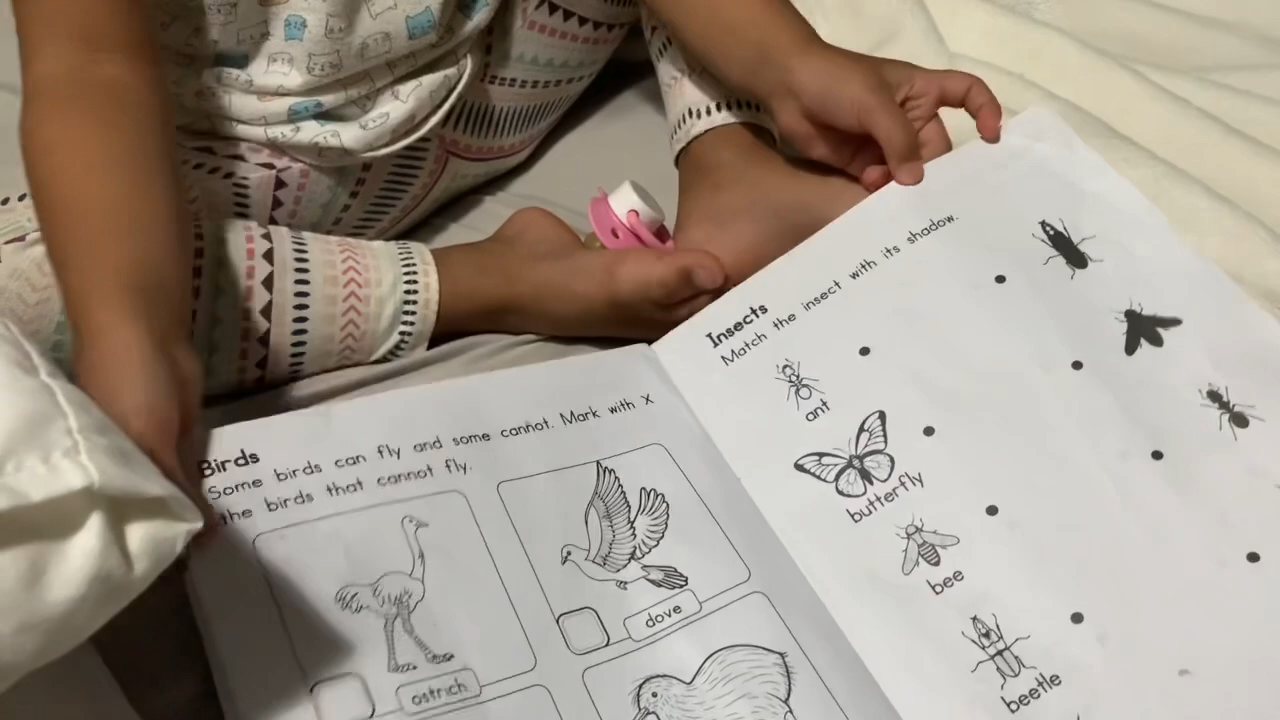 Birds
Some birds can fly and some cannot. Mark with X
the birds that cannot fly.
ostrich
dove
Insects
Match the insect with its shadow.
ant
butterfly
bee
beetle